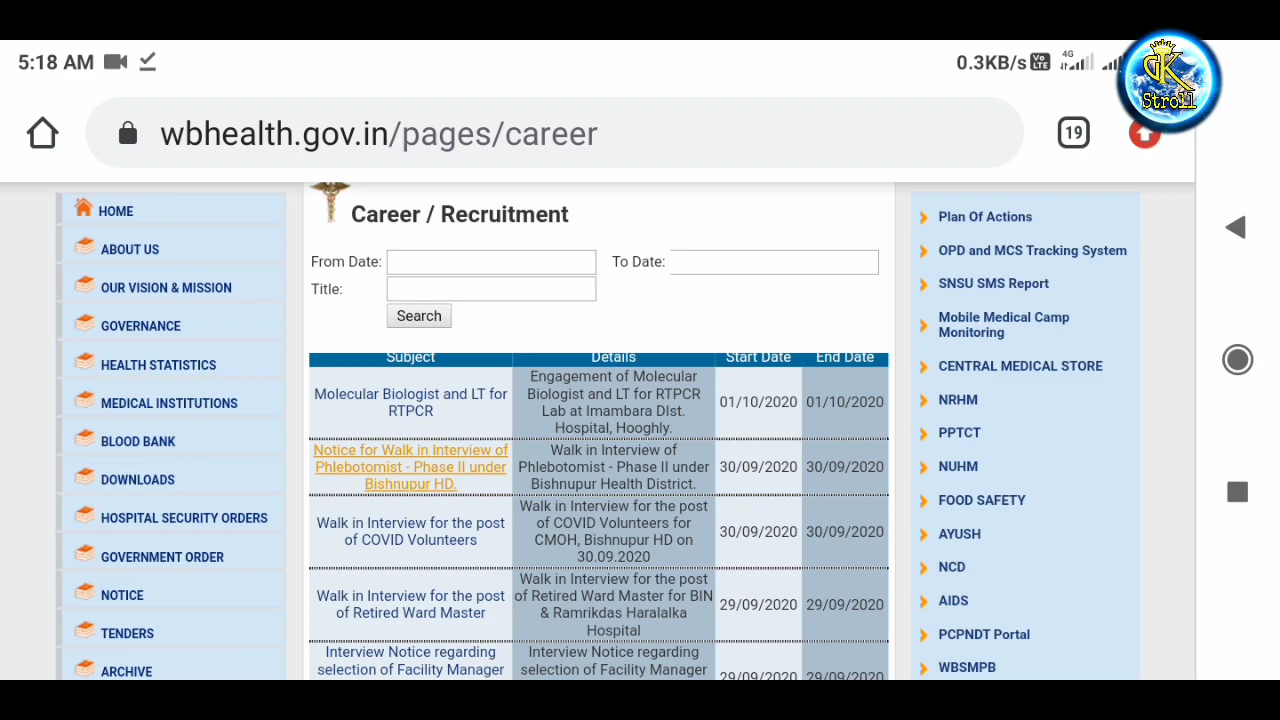 5:18 AM
0.3KB/s Vo LTE 4G
GK
Stroll
wbhealth.gov.in/pages/career
19
HOME
ABOUT US
OUR VISION & MISSION
GOVERNANCE
HEALTH STATISTICS
MEDICAL INSTITUTIONS
BLOOD BANK
DOWNLOADS
HOSPITAL SECURITY ORDERS
GOVERNMENT ORDER
NOTICE
TENDERS
ARCHIVE
Career / Recruitment
From Date:
To Date:
Title:
Search
Subject
Details
Start Date
End Date
Molecular Biologist and LT for
RTPCR
Engagement of Molecular
Biologist and LT for RTPCR
Lab at Imambara DIst.
Hospital, Hooghly.
01/10/2020
01/10/2020
Notice for Walk in Interview of
Phlebotomist - Phase II under
Bishnupur HD.
Walk in Interview of
Phlebotomist - Phase II under
Bishnupur Health District.
30/09/2020
30/09/2020
Walk in Interview for the post
of COVID Volunteers
Walk in Interview for the post
of COVID Volunteers for
CMOH, Bishnupur HD on
30.09.2020
30/09/2020
30/09/2020
Walk in Interview for the post
of Retired Ward Master
Walk in Interview for the post
of Retired Ward Master for BIN
& Ramrikdas Haralalka
Hospital
29/09/2020
29/09/2020
Interview Notice regarding
selection of Facility Manager
Interview Notice regarding
selection of Facility Manager
29/09/2020
29/09/2020
Plan Of Actions
OPD and MCS Tracking System
SNSU SMS Report
Mobile Medical Camp
Monitoring
CENTRAL MEDICAL STORE
NRHM
PPTCT
NUHM
FOOD SAFETY
AYUSH
NCD
AIDS
PCPNDT Portal
WBSMPB